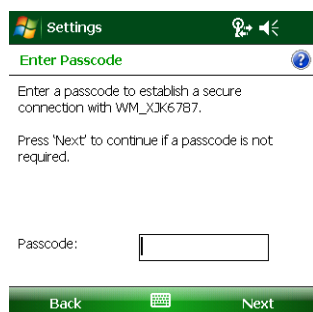 Settings
Enter Passcode
Enter a passcode to establish a secure
connection with WM_XJK6787.
Press 'Next' to continue if a passcode is not
required.
Passcode:
Back Next